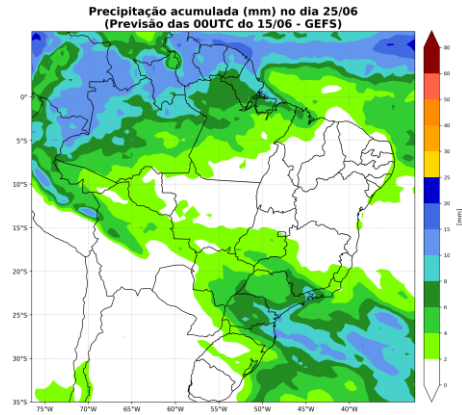 Precipitação acumulada (mm) no dia 25/06
(Previsão das 00UTC do 15/06 - GEFS)
0°
5°S
10°S
15°S
20°S
25°S
30°S
35°S
75°W 70°W 65°W 60°W 55°W 50°W 45°W 40°W
80
60
50
40
30
25
20
15
10
8
6
4
2
0
[mm]